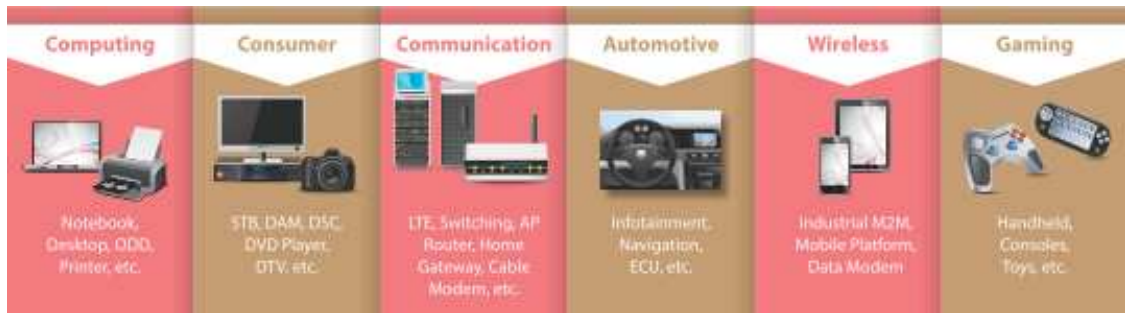 Computing
Notebook,
Desktop, ODD,
Printer, etc.
Consumer
STB, DAM, DSC,
DVD Player,
DTV. etc.
Communication
LTE, Switching, AP
Router, Home
Gateway, Cable
Modem, etc.
Automotive
Infotainment,
Navigation,
ECU, etc.
Wireless
Industrial M2M,
Mobile Platform,
Data Modem
Gaming
Handheld,
Consoles,
Toys, etc.